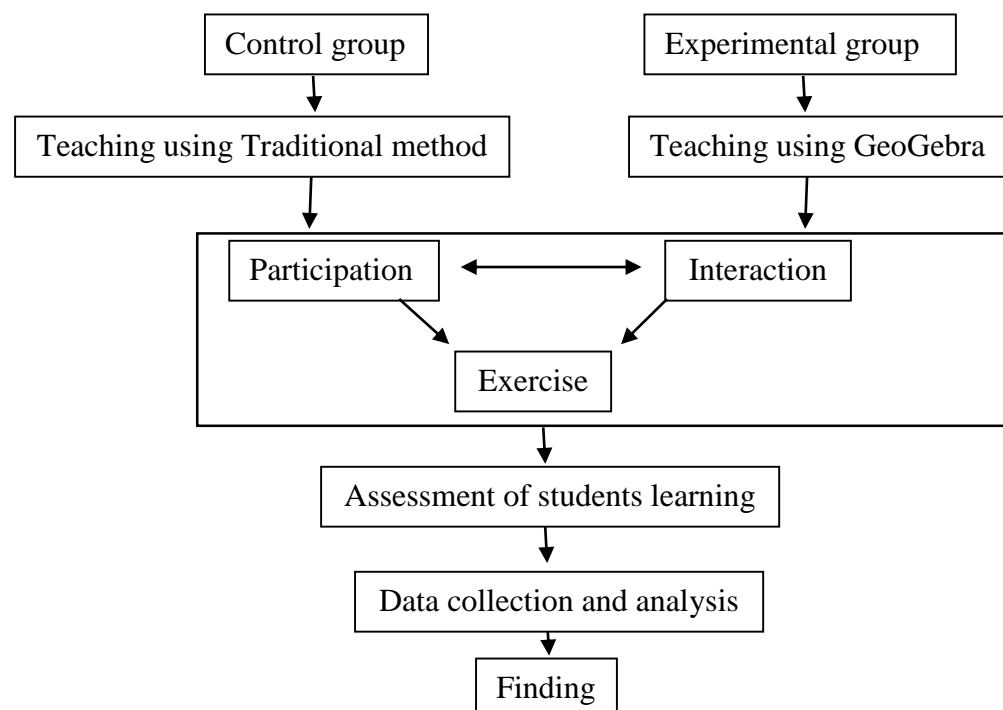 Control group
Experimental group
Teaching using Traditional method
Teaching using GeoGebra
Participation
Interaction
Exercise
Assessment of students learning
Data collection and analysis
Finding